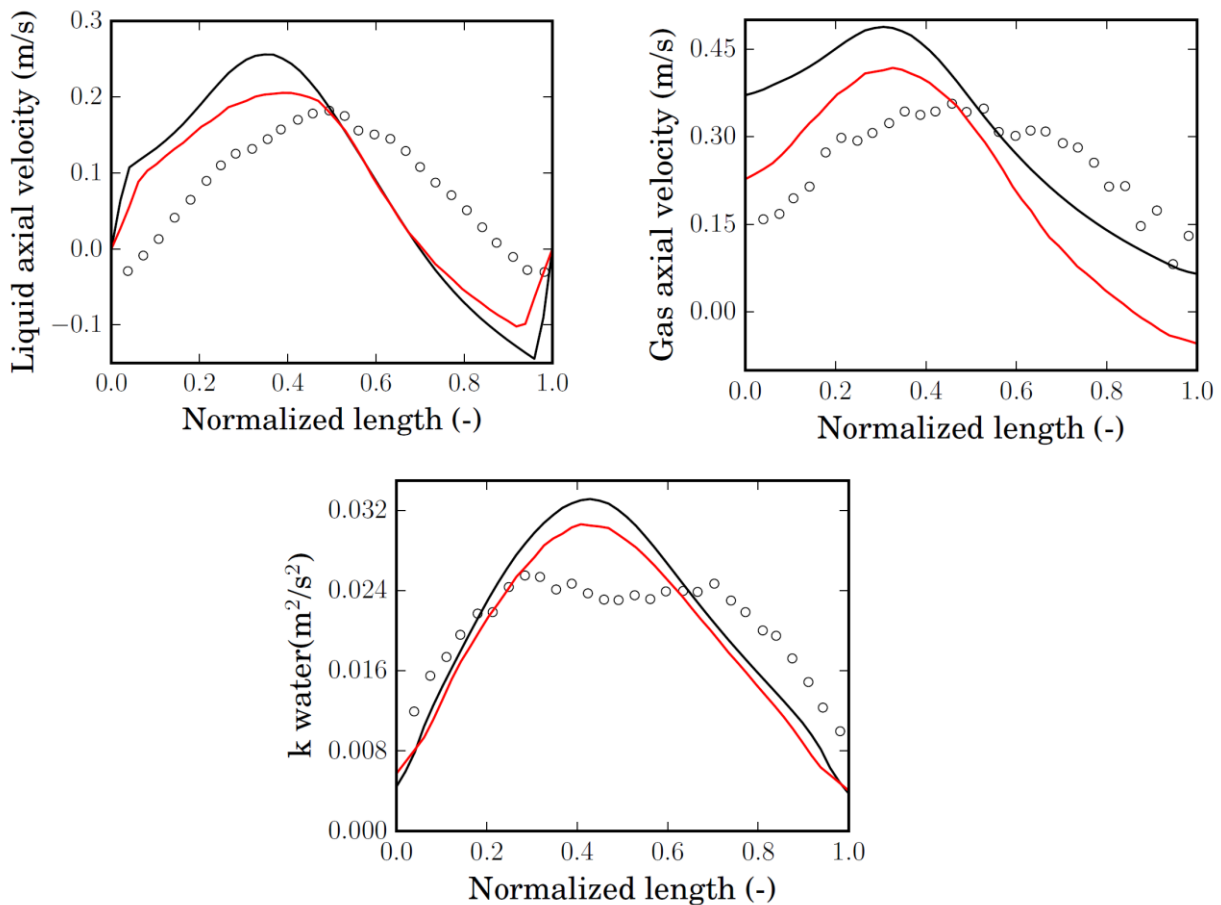 Liquid axial velocity (m/s)
0.3
0.2
0.1
0.0
−0.1
0.0 0.2 0.4 0.6 0.8 1.0
Normalized length (-)
Gas axial velocity (m/s)
0.45
0.30
0.15
0.00
0.0 0.2 0.4 0.6 0.8 1.0
Normalized length (-)
k water(m²/s²)
0.032
0.024
0.016
0.008
0.000
0.0 0.2 0.4 0.6 0.8 1.0
Normalized length (-)